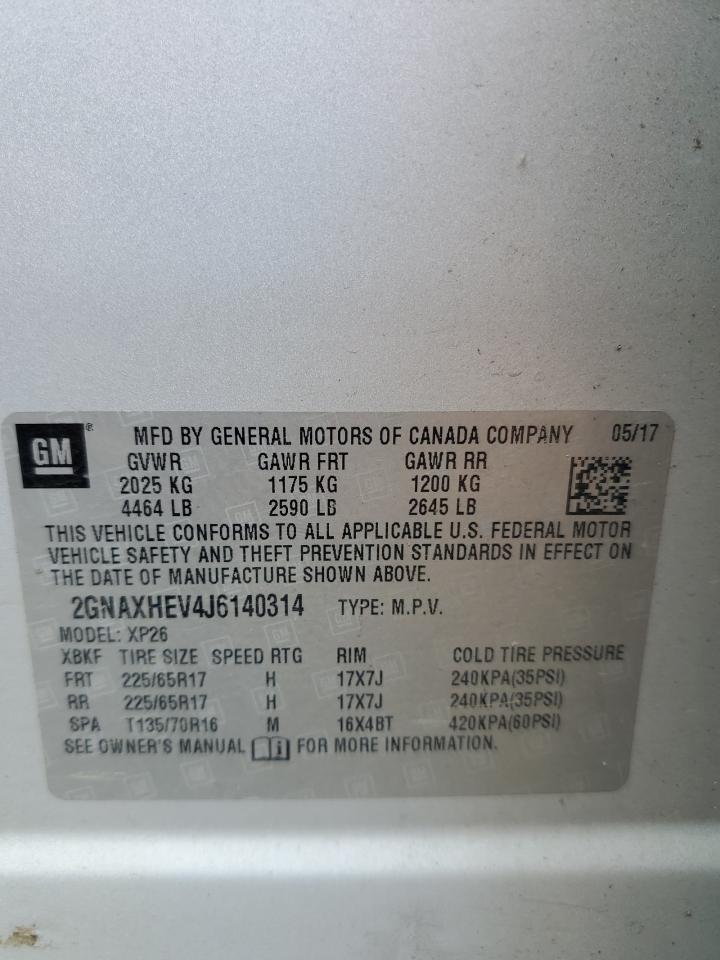 GM ® MFD BY GENERAL MOTORS OF CANADA COMPANY 05/17
GVWR GAWR FRT GAWR RR
2025 KG 1175 KG 1200 KG
4464 LB 2590 LB 2645 LB
THIS VEHICLE CONFORMS TO ALL APPLICABLE U.S. FEDERAL MOTOR
VEHICLE SAFETY AND THEFT PREVENTION STANDARDS IN EFFECT ON
THE DATE OF MANUFACTURE SHOWN ABOVE.
2GNAXHEV4J6140314 TYPE: M.P.V.
MODEL: XP26
XBKF TIRE SIZE SPEED RTG RIM COLD TIRE PRESSURE
FRT 225/65R17 H 17X7J 240KPA(35PSI)
RR 225/65R17 H 17X7J 240KPA(35PSI)
SPA T135/70R16 M 16X4BT 420KPA(60PSI)
SEE OWNER'S MANUAL FOR MORE INFORMATION.